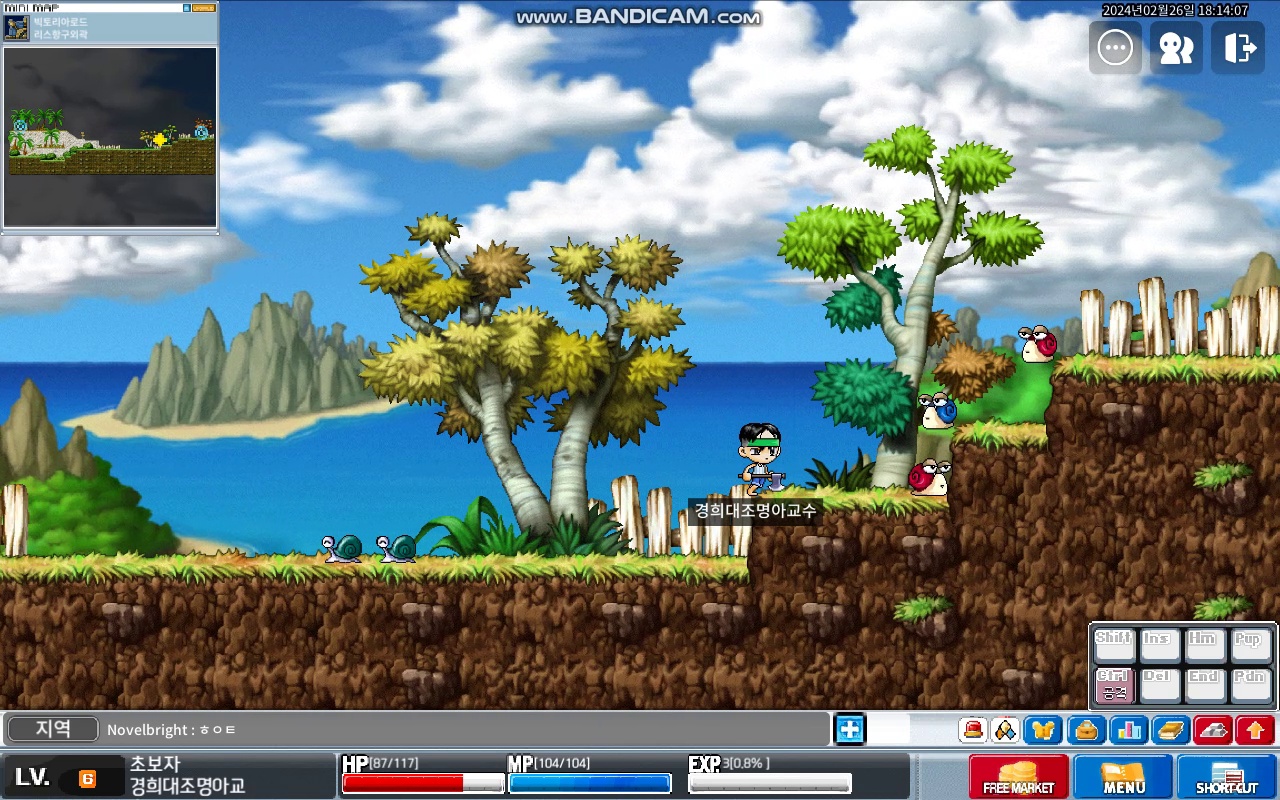 MINI MAP
WORLD
빅토리아로드
리스항구외곽
www.BANDICAM.com
2024년02월26일 18:14:07
경희대조명아교수
Shift Ins Hm Pup
Ctrl Del End Pdn
공격
지역 Novelbright : ㅎㅇㅌ
LV. 6
초보자
경희대조명아교
HP[87/117] MP[104/104] EXP 3[0.8%]
FREE MARKET MENU SHORTCUT